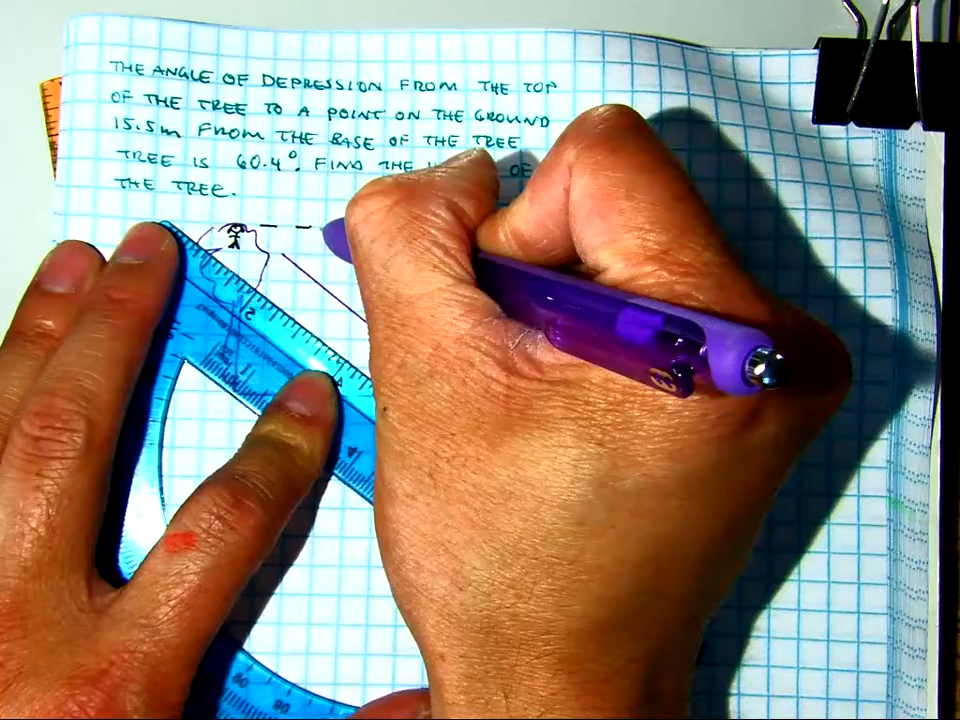 THE ANGLE OF DEPRESSION FROM THE TOP
OF THE TREE TO A POINT ON THE GROUND
15.5m FROM THE BASE OF THE TREE
TREE IS 60.4°. FIND THE OF
THE TREE.